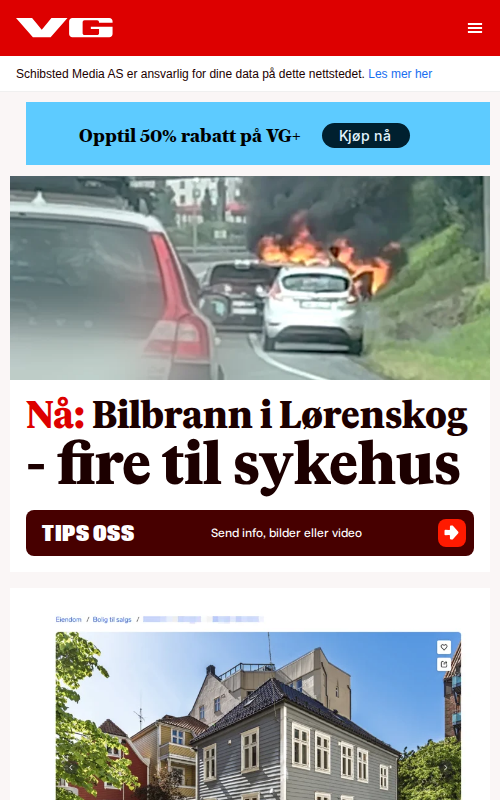 VG
Schibsted Media AS er ansvarlig for dine data på dette nettstedet. Les mer her
Opptil 50% rabatt på VG+ Kjøp nå
Nå: Bilbrann i Lørenskog
- fire til sykehus
TIPS OSS Send info, bilder eller video
Eiendom / Bolig til salgs /